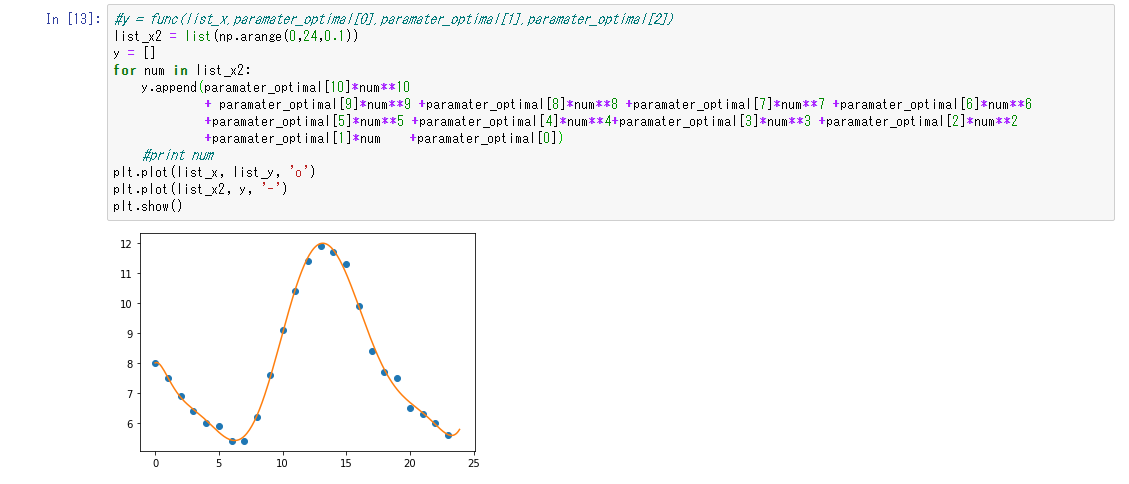 In [13]: #y = func(list_x,paramater_optimal[0],paramater_optimal[1],paramater_optimal[2])
list_x2 = list(np.arange(0,24,0.1))
y = []
for num in list_x2:
    y.append(paramater_optimal[10]*num**10
             + paramater_optimal[9]*num**9 +paramater_optimal[8]*num**8 +paramater_optimal[7]*num**7 +paramater_optimal[6]*num**6
             +paramater_optimal[5]*num**5 +paramater_optimal[4]*num**4+paramater_optimal[3]*num**3 +paramater_optimal[2]*num**2
             +paramater_optimal[1]*num    +paramater_optimal[0])
    #print num
plt.plot(list_x, list_y, 'o')
plt.plot(list_x2, y, '-')
plt.show()
12
11
10
9
8
7
6
0 5 10 15 20 25